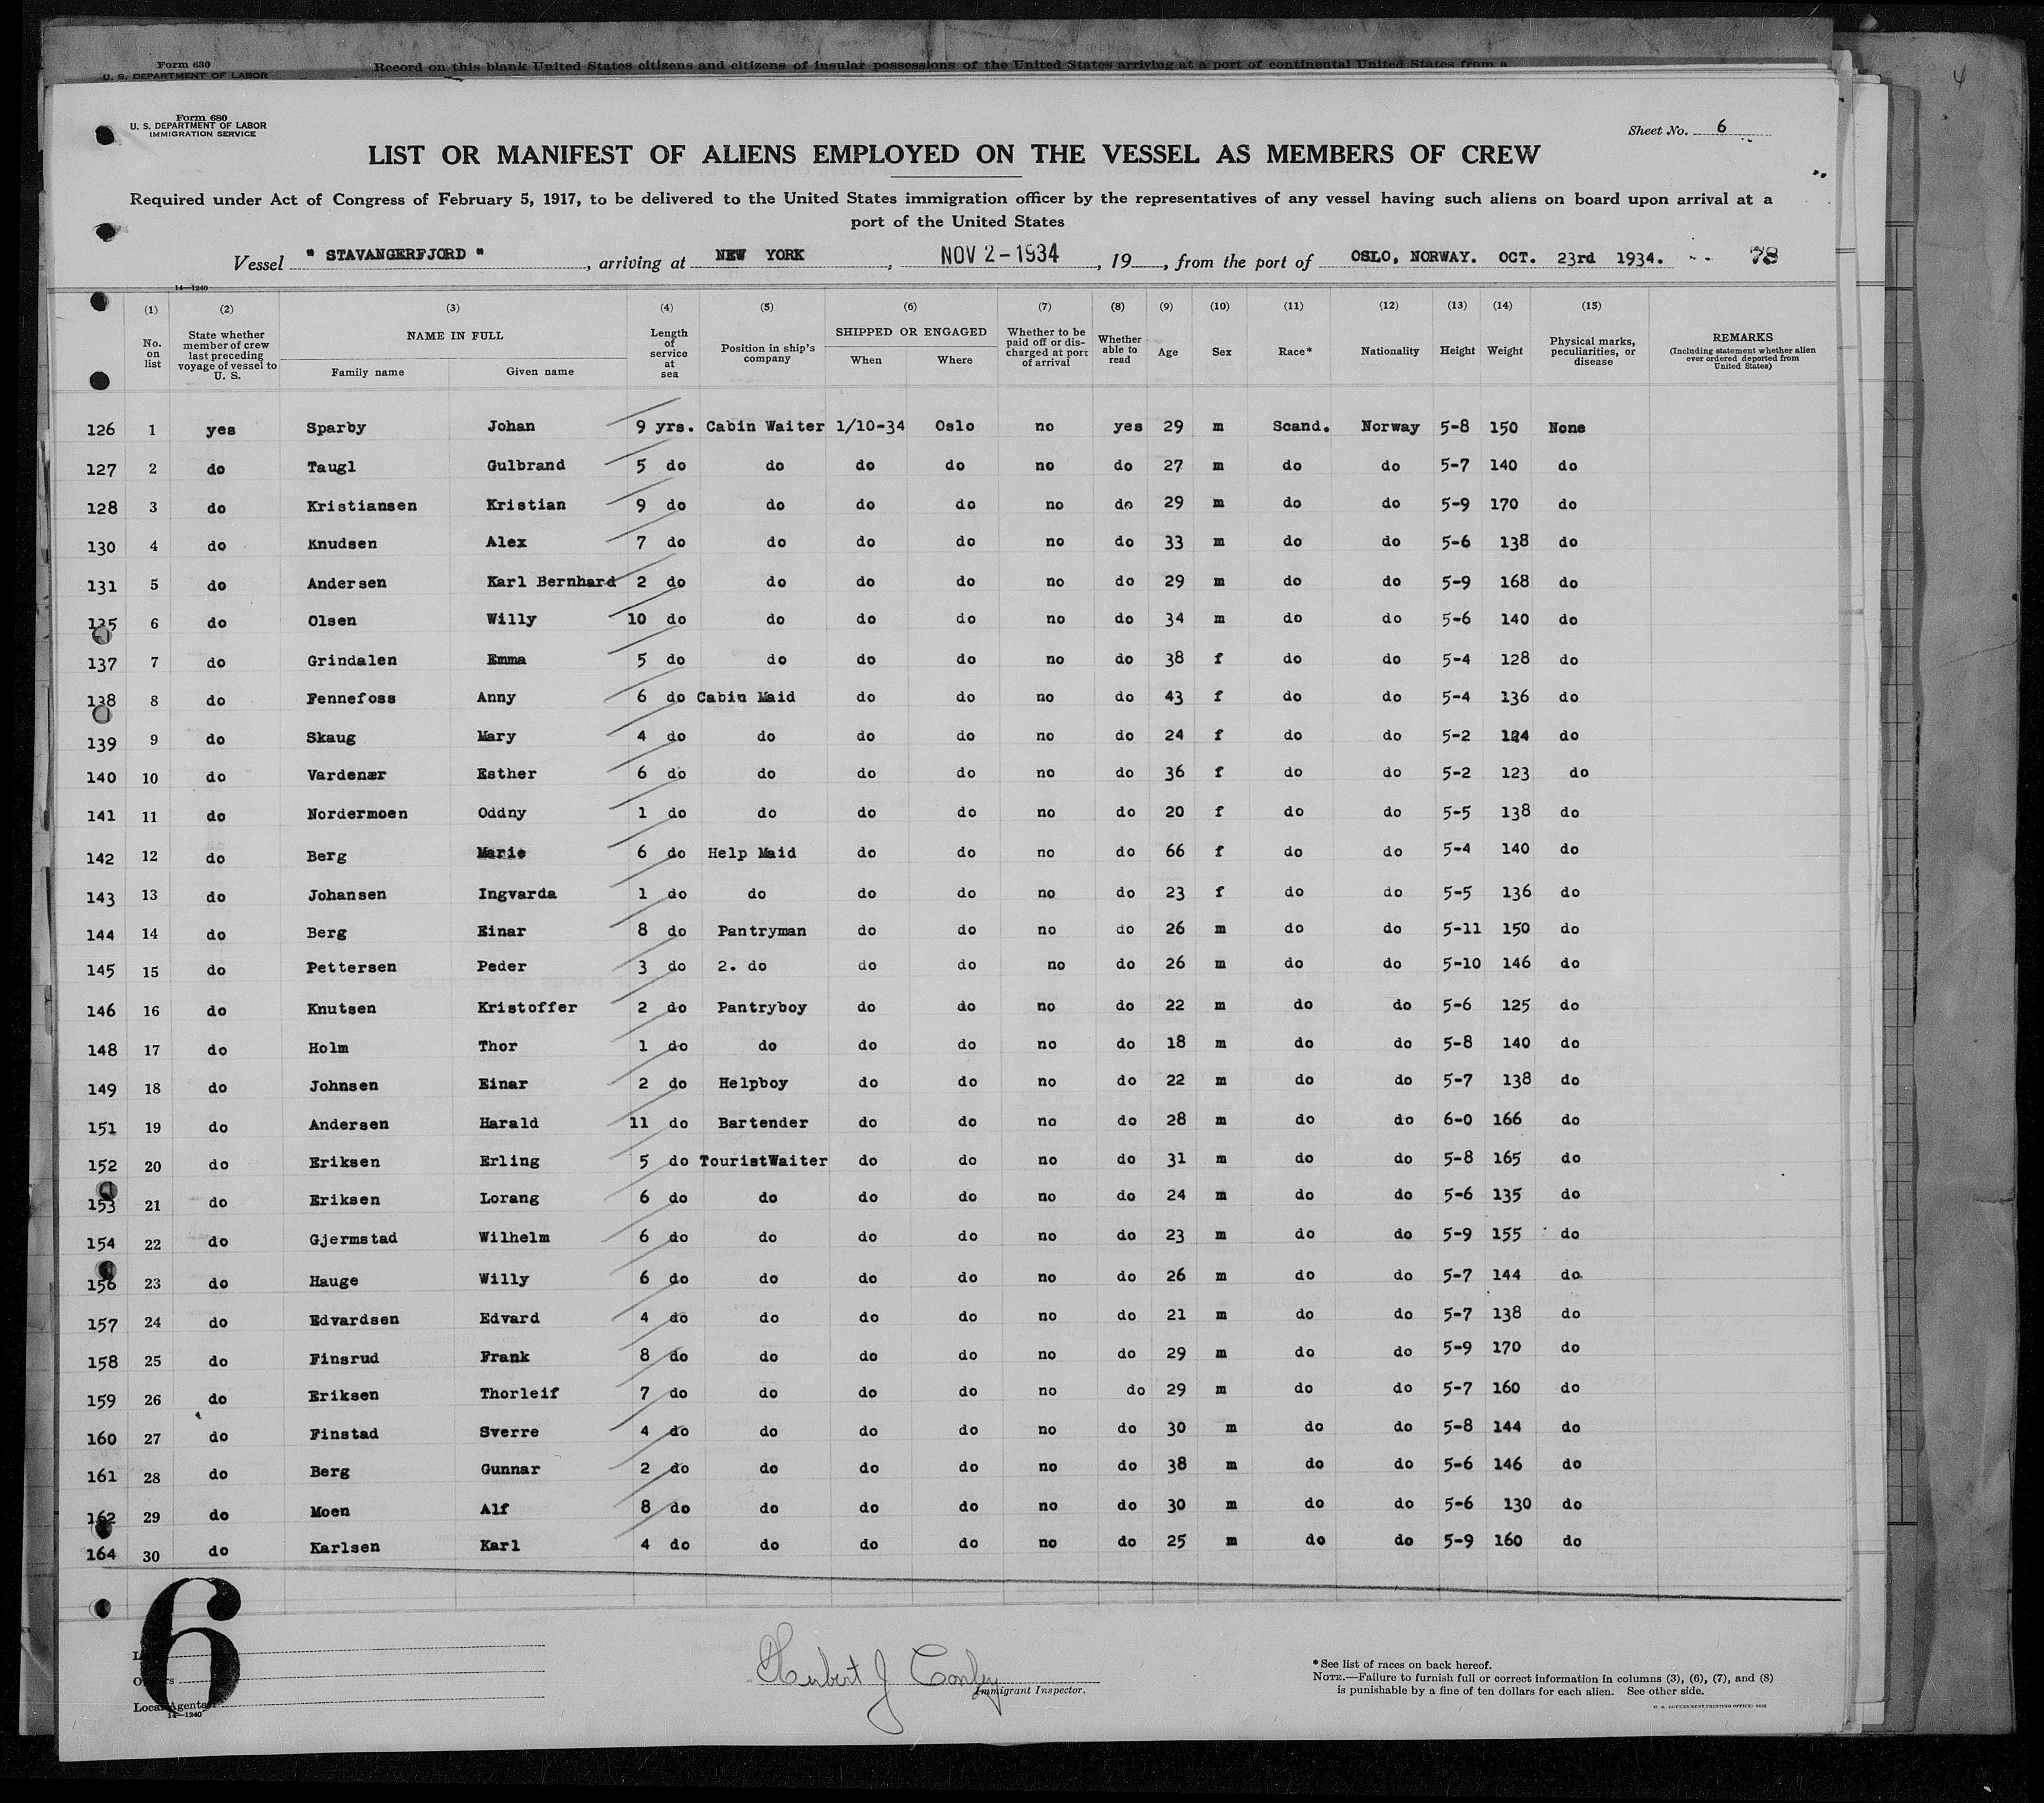 Form 630
U. S. DEPARTMENT OF LABOR
Record on this blank United States citizens and citizens of insular possessions of the United States arriving at a port of continental United States from a
4
Form 680
U. S. DEPARTMENT OF LABOR
IMMIGRATION SERVICE
Sheet No. 6
LIST OR MANIFEST OF ALIENS EMPLOYED ON THE VESSEL AS MEMBERS OF CREW
Required under Act of Congress of February 5, 1917, to be delivered to the United States immigration officer by the representatives of any vessel having such aliens on board upon arrival at a
port of the United States
Vessel " STAVANGERFJORD " , arriving at NEW YORK , NOV 2-1934 , 19 , from the port of OSLO, NORWAY. OCT. 23rd 1934. 78
14—1240
(1) (2) (3) (4) (5) (6) (7) (8) (9) (10) (11) (12) (13) (14) (15)
No. on list State whether member of crew last preceding voyage of vessel to U. S. NAME IN FULL Family name Given name Length of service at sea Position in ship's company SHIPPED OR ENGAGED When Where Whether to be paid off or discharged at port of arrival Whether able to read Age Sex Race* Nationality Height Weight Physical marks, peculiarities, or disease REMARKS (Including statement whether alien ever ordered deported from United States)
126 1 yes Sparby Johan 9 yrs. Cabin Waiter 1/10-34 Oslo no yes 29 m Scand. Norway 5-8 150 None
127 2 do Taugl Gulbrand 5 do do do do no do 27 m do do 5-7 140 do
128 3 do Kristiansen Kristian 9 do do do do no do 29 m do do 5-9 170 do
130 4 do Knudsen Alex 7 do do do do no do 33 m do do 5-6 138 do
131 5 do Andersen Karl Bernhard 2 do do do do no do 29 m do do 5-9 168 do
135 6 do Olsen Willy 10 do do do do no do 34 m do do 5-6 140 do
137 7 do Grindalen Emma 5 do do do do no do 38 f do do 5-4 128 do
138 8 do Fennefoss Anny 6 do Cabin Maid do do no do 43 f do do 5-4 136 do
139 9 do Skaug Mary 4 do do do do no do 24 f do do 5-2 124 do
140 10 do Vardenær Esther 6 do do do do no do 36 f do do 5-2 123 do
141 11 do Nordermoen Oddny 1 do do do do no do 20 f do do 5-5 138 do
142 12 do Berg Marie 6 do Help Maid do do no do 66 f do do 5-4 140 do
143 13 do Johansen Ingvarda 1 do do do do no do 23 f do do 5-5 136 do
144 14 do Berg Einar 8 do Pantryman do do no do 26 m do do 5-11 150 do
145 15 do Pettersen Peder 3 do 2. do do do no do 26 m do do 5-10 146 do
146 16 do Knutsen Kristoffer 2 do Pantryboy do do no do 22 m do do 5-6 125 do
148 17 do Holm Thor 1 do do do do no do 18 m do do 5-8 140 do
149 18 do Johnsen Einar 2 do Helpboy do do no do 22 m do do 5-7 138 do
151 19 do Andersen Harald 11 do Bartender do do no do 28 m do do 6-0 166 do
152 20 do Eriksen Erling 5 do TouristWaiter do do no do 31 m do do 5-8 165 do
153 21 do Eriksen Lorang 6 do do do do no do 24 m do do 5-6 135 do
154 22 do Gjermstad Wilhelm 6 do do do do no do 23 m do do 5-9 155 do
156 23 do Hauge Willy 6 do do do do no do 26 m do do 5-7 144 do
157 24 do Edvardsen Edvard 4 do do do do no do 21 m do do 5-7 138 do
158 25 do Finsrud Frank 8 do do do do no do 29 m do do 5-9 170 do
159 26 do Eriksen Thorleif 7 do do do do no do 29 m do do 5-7 160 do
160 27 do Finstad Sverre 4 do do do do no do 30 m do do 5-8 144 do
161 28 do Berg Gunnar 2 do do do do no do 38 m do do 5-6 146 do
162 29 do Moen Alf 8 do do do do no do 30 m do do 5-6 130 do
164 30 do Karlsen Karl 4 do do do do no do 25 m do do 5-9 160 do
6
Local Agents
14—1240
Herbert J
Immigrant Inspector.
* See list of races on back hereof.
NOTE.—Failure to furnish full or correct information in columns (3), (6), (7), and (8)
is punishable by a fine of ten dollars for each alien. See other side.